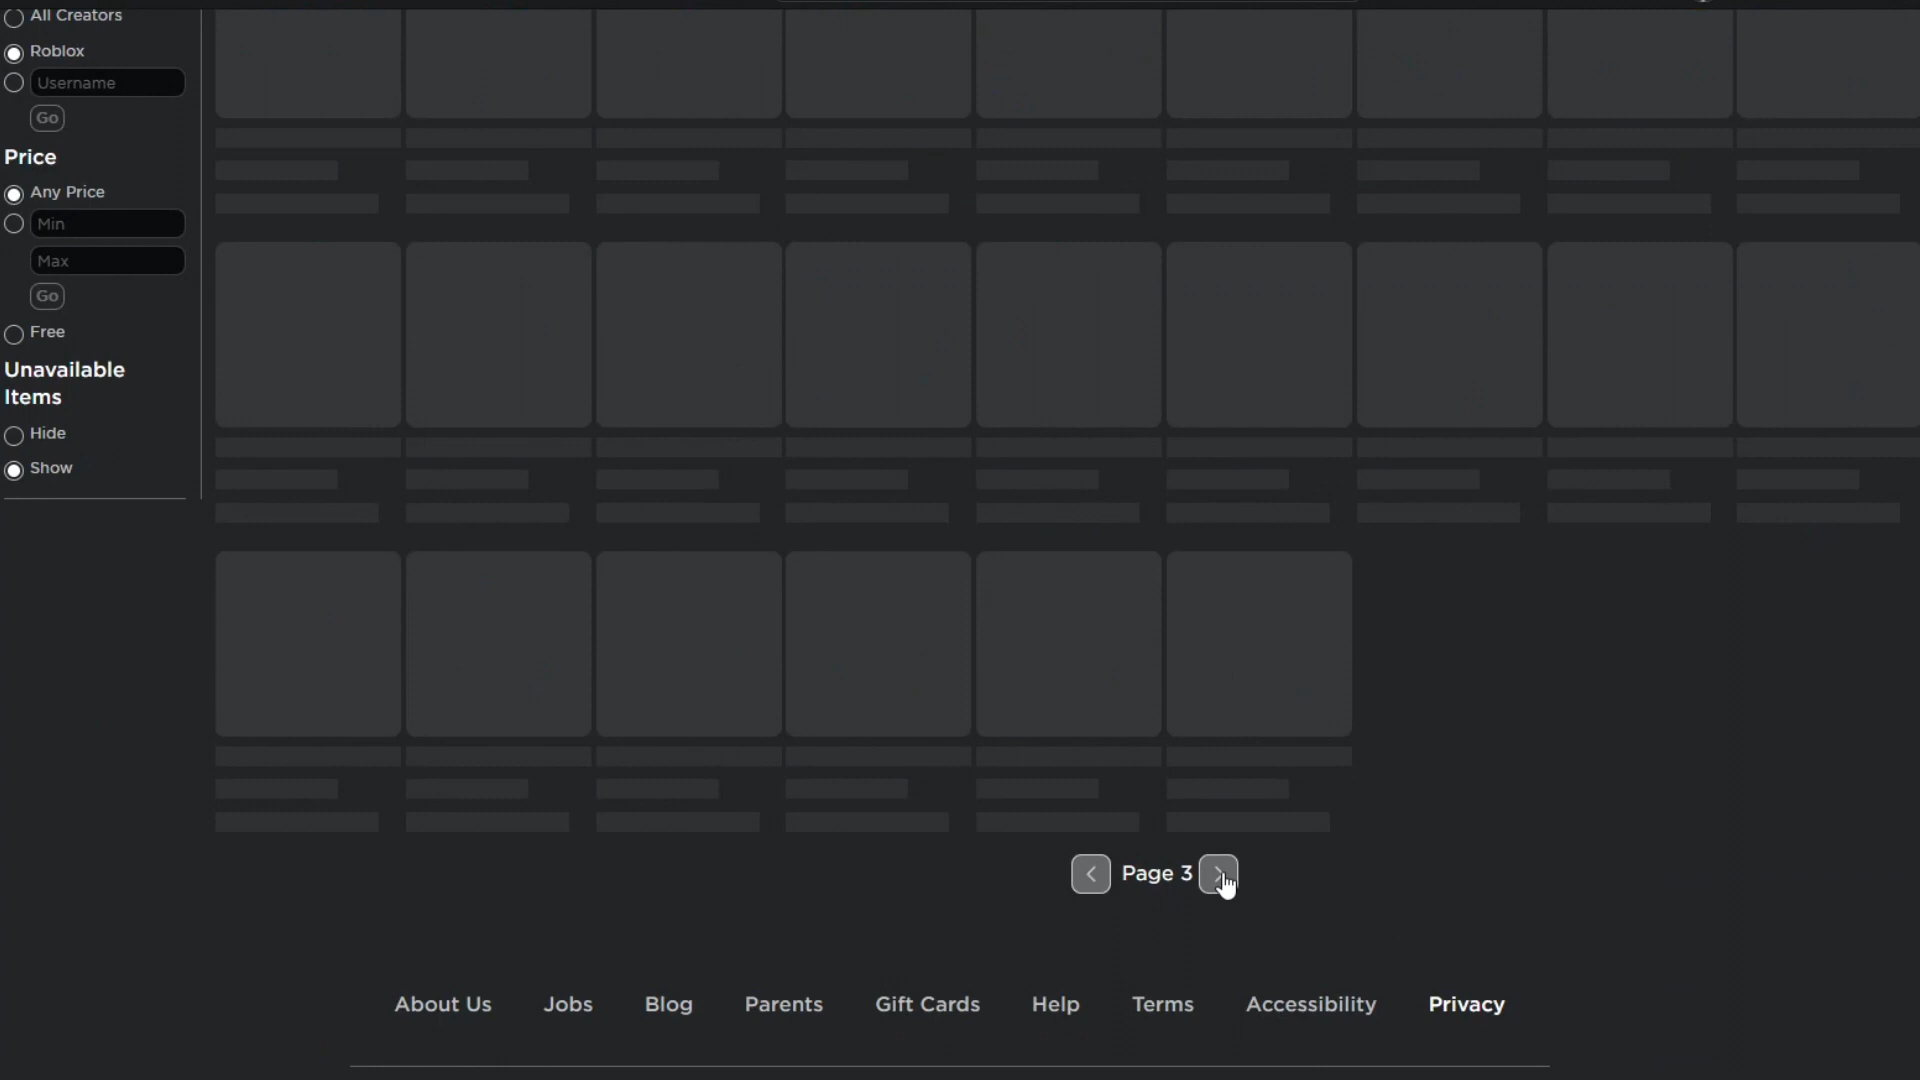 All Creators
Roblox
Username
Go
Price
Any Price
Min
Max
Go
Free
Unavailable
Items
Hide
Show
Page 3
About Us Jobs Blog Parents Gift Cards Help Terms Accessibility Privacy